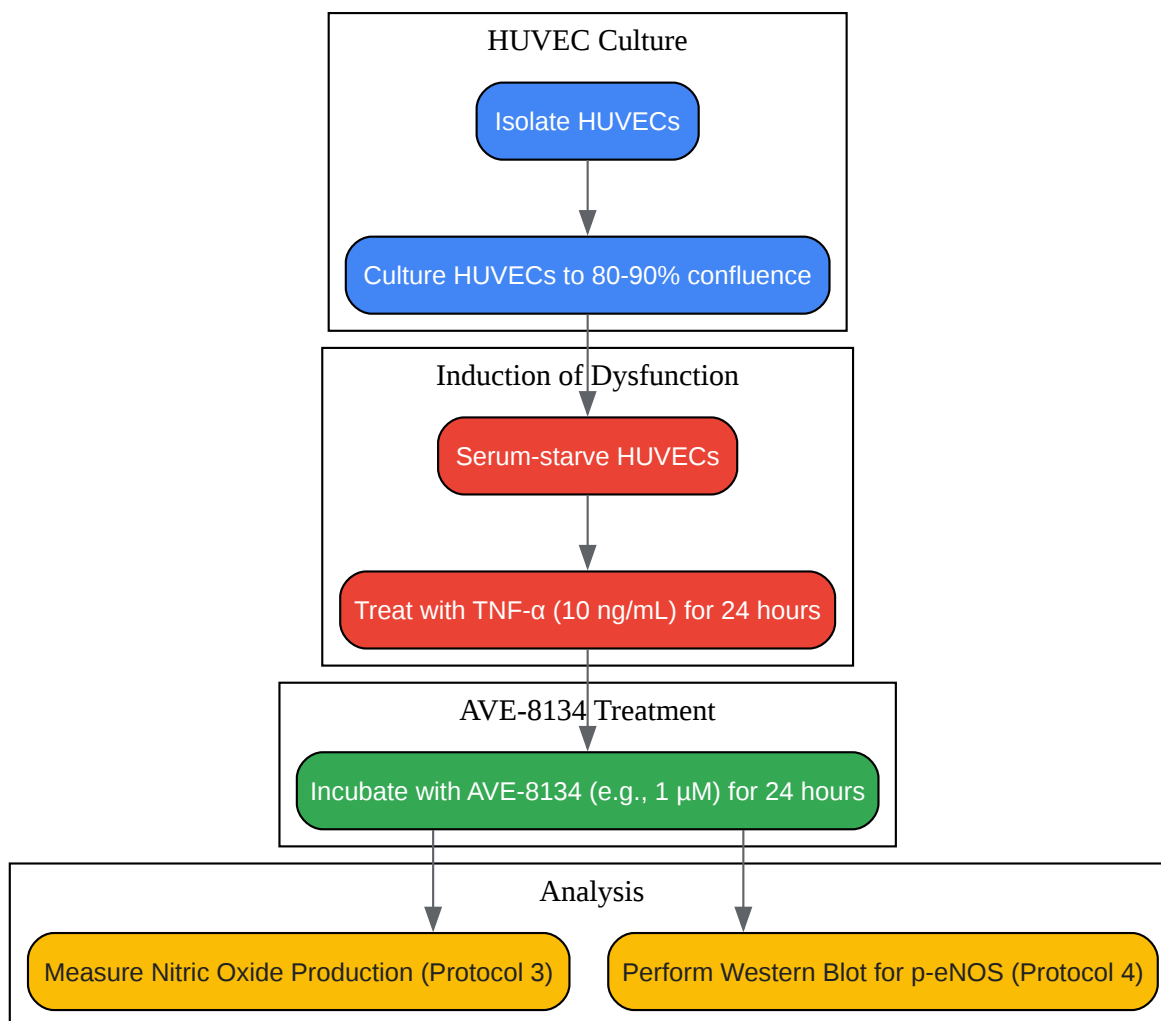 HUVEC Culture
Isolate HUVECs
Culture HUVECs to 80-90% confluence
Induction of Dysfunction
Serum-starve HUVECs
Treat with TNF-α (10 ng/mL) for 24 hours
AVE-8134 Treatment
Incubate with AVE-8134 (e.g., 1 μM) for 24 hours
Analysis
Measure Nitric Oxide Production (Protocol 3)
Perform Western Blot for p-eNOS (Protocol 4)